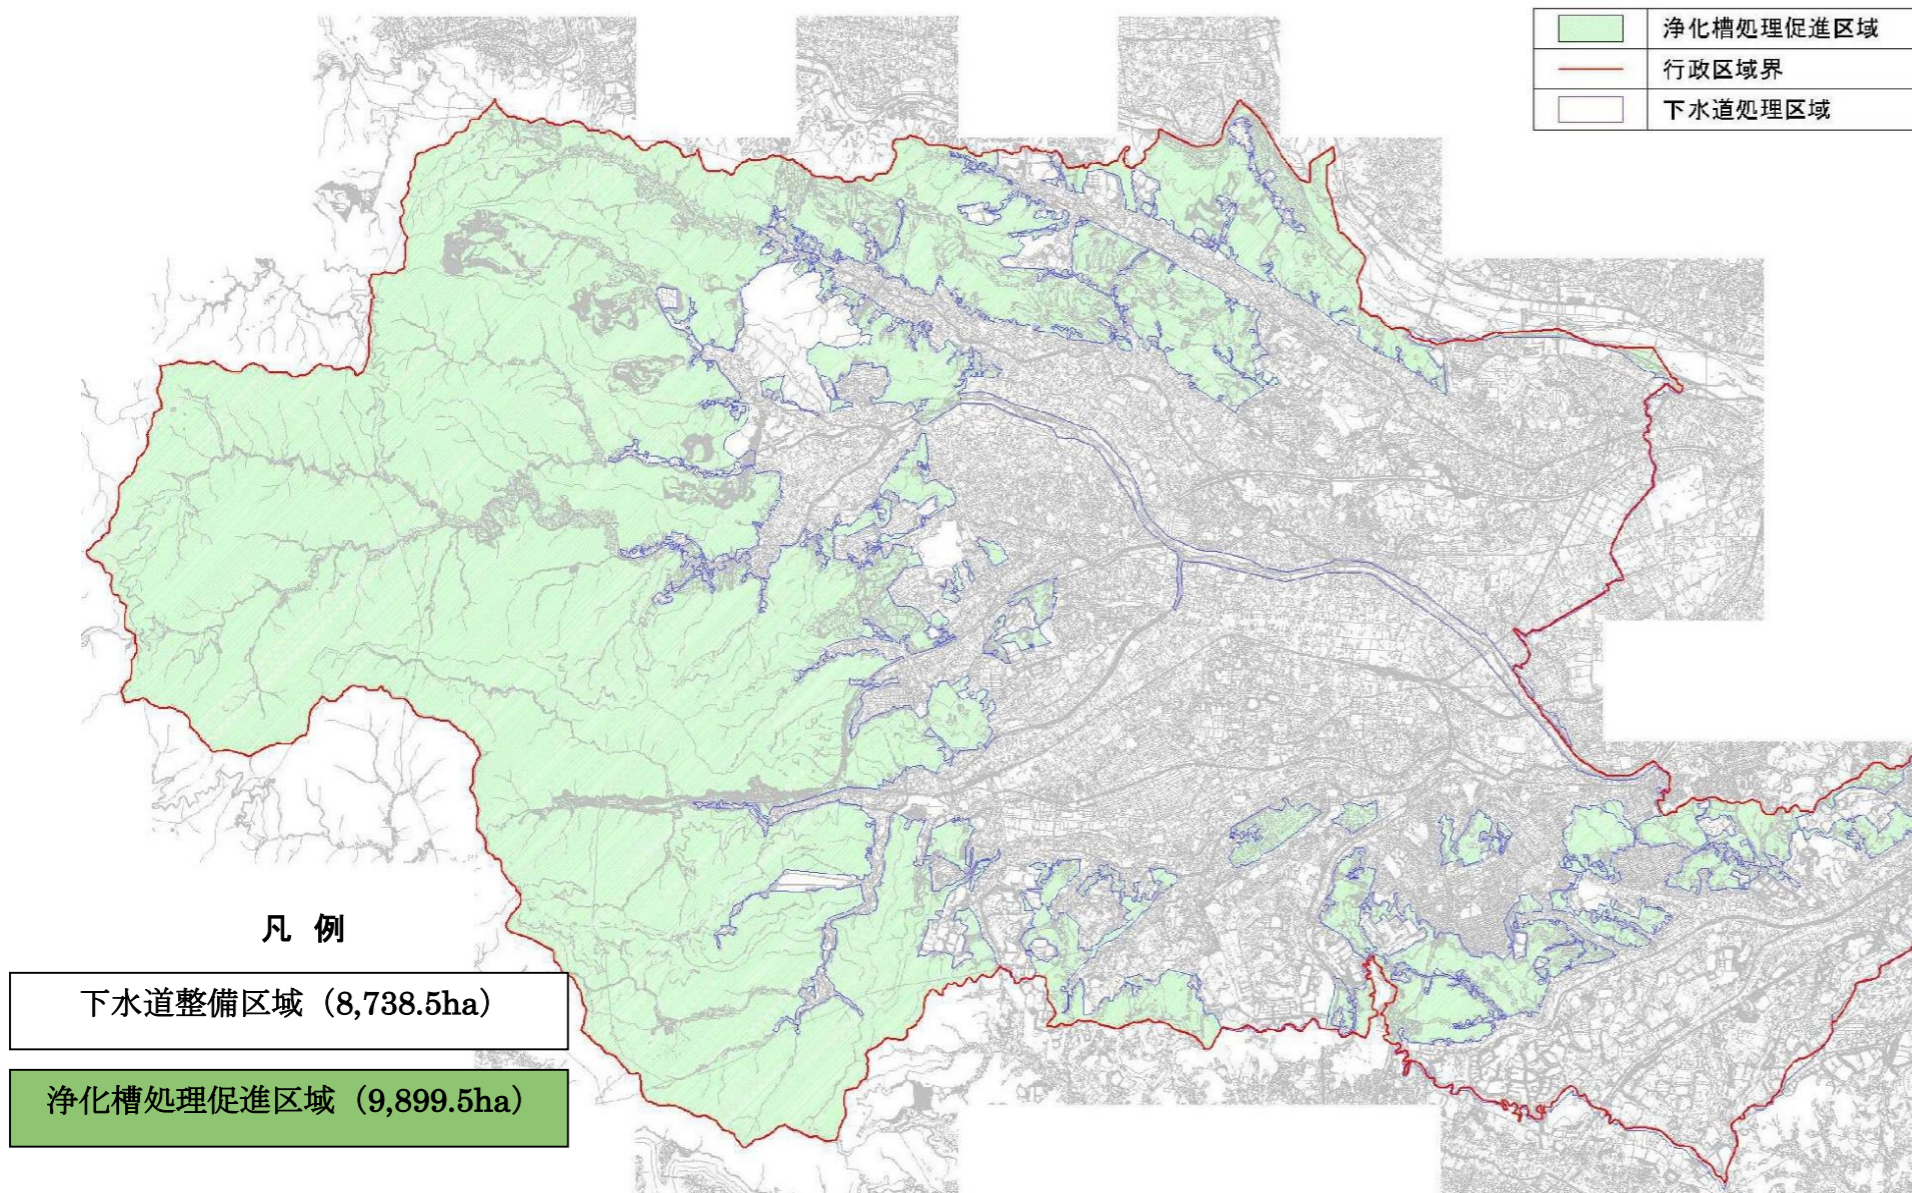 浄化槽処理促進区域
行政区域界
下水道処理区域
凡 例
下水道整備区域（8,738.5ha）
浄化槽処理促進区域（9,899.5ha）